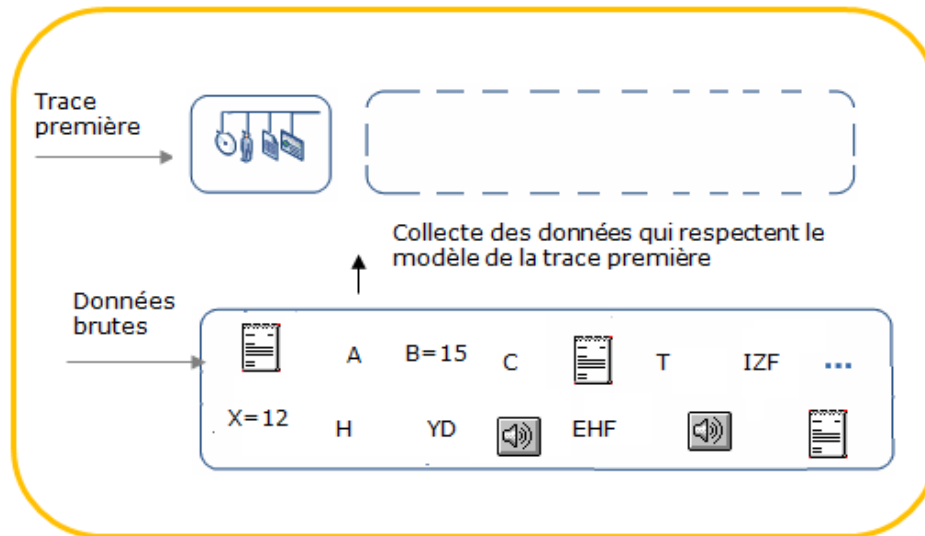 Trace
première
Collecte des données qui respectent le
modèle de la trace première
Données
brutes
A B=15 C T IZF ...
X=12 H YD EHF